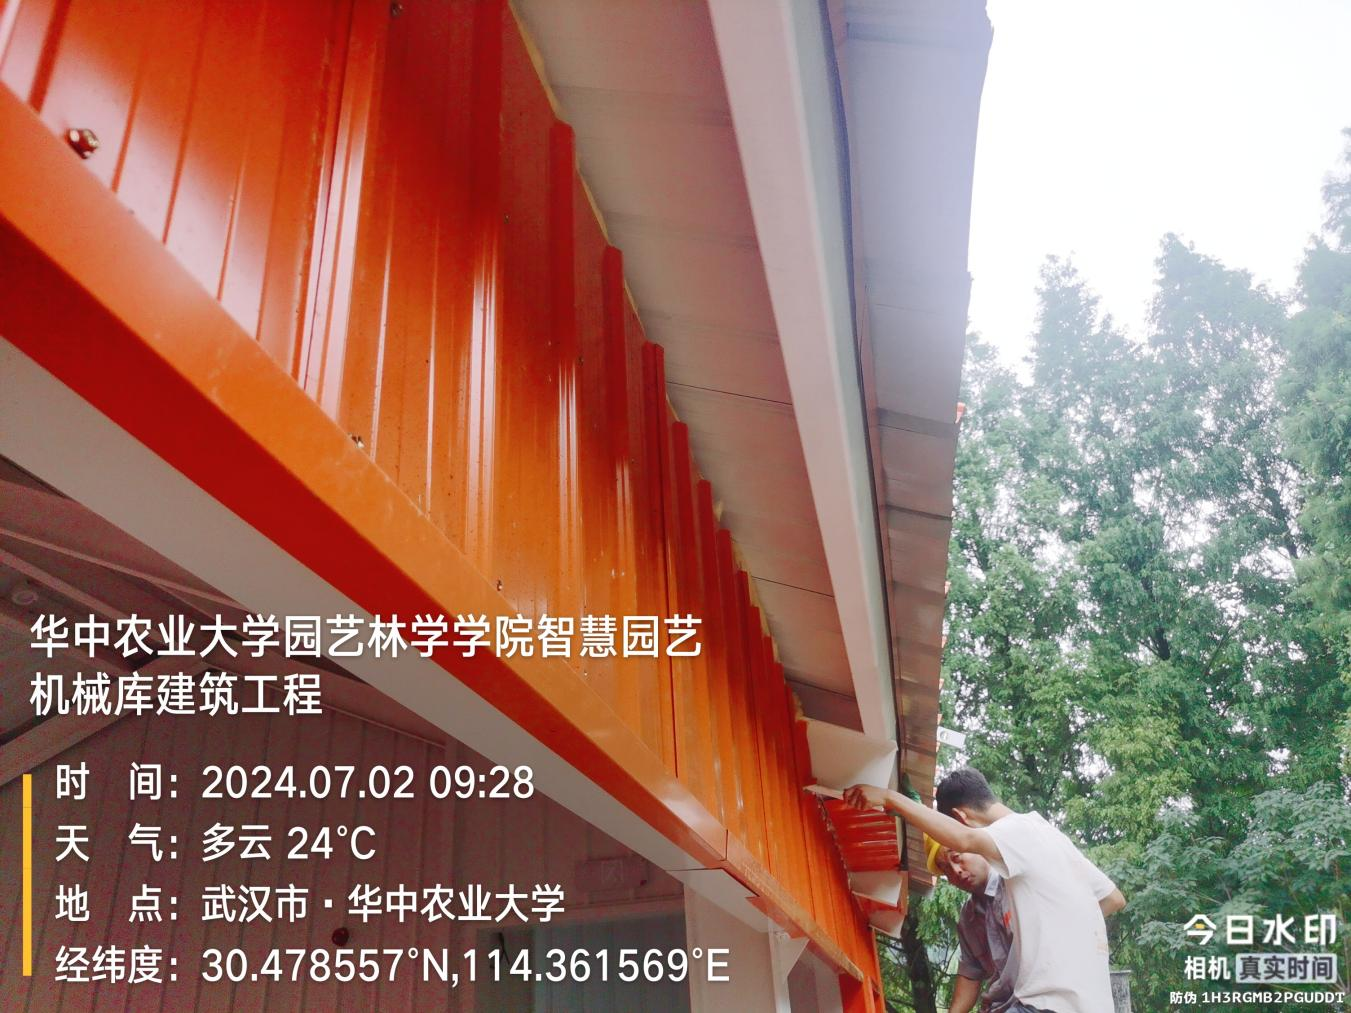 华中农业大学园艺林学学院智慧园艺
机械库建筑工程
时 间：2024.07.02 09:28
天 气：多云 24°C
地 点：武汉市·华中农业大学
经纬度：30.478557°N,114.361569°E
今日水印
相机 真实时间
防伪 1H3RGMB2PGUDDT